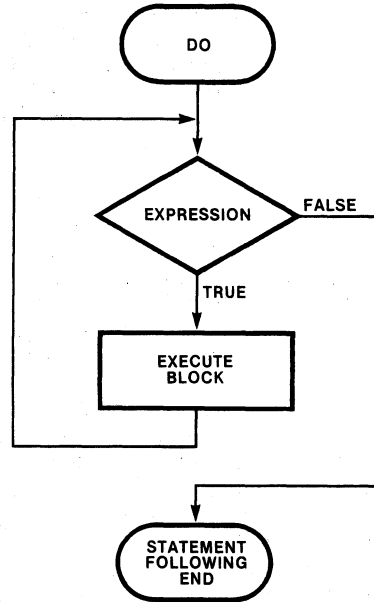 DO
EXPRESSION
FALSE
TRUE
EXECUTE
BLOCK
STATEMENT
FOLLOWING
END